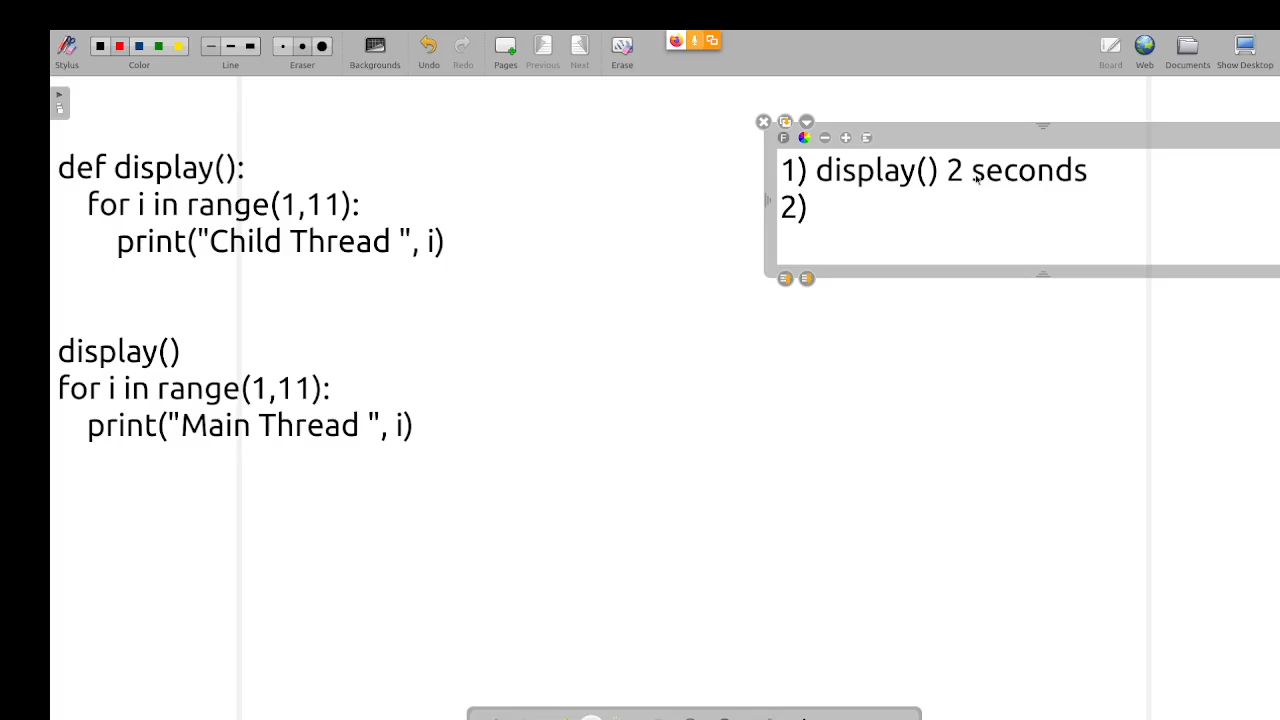 Stylus Color Line Eraser Backgrounds Undo Redo Pages Previous Next Erase Board Web Documents Show Desktop
def display():
for i in range(1,11):
print("Child Thread ", i)
display()
for i in range(1,11):
print("Main Thread ", i)
F
1) display() 2 seconds
2)